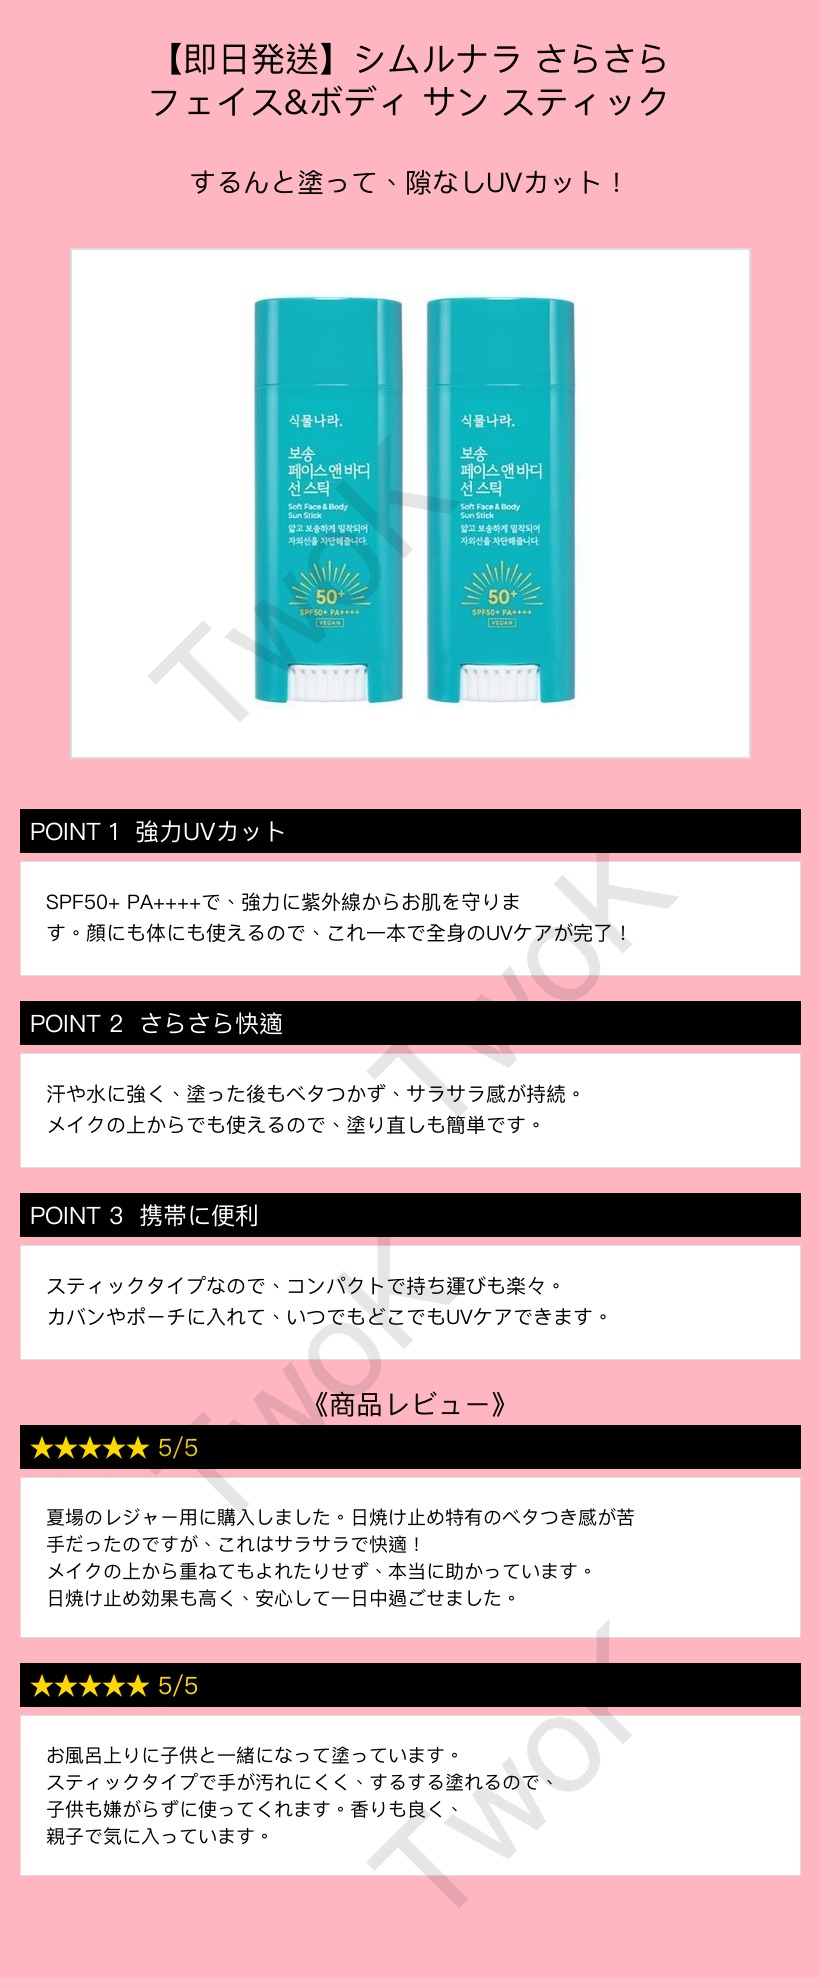 【即日発送】シムルナラ さらさら
フェイス&ボディ サン スティック
するんと塗って、隙なしUVカット！
식물나라.
보송
페이스 앤 바디
선 스틱
Soft Face & Body
Sun Stick
얇고 보송하게 밀착되어
자외선을 차단해줍니다.
50+
SPF50+ PA++++
VEGAN
식물나라.
보송
페이스 앤 바디
선 스틱
Soft Face & Body
Sun Stick
얇고 보송하게 밀착되어
자외선을 차단해줍니다.
50+
SPF50+ PA++++
VEGAN
TwoK
POINT 1 強力UVカット
SPF50+ PA++++で、強力に紫外線からお肌を守りま
す。顔にも体にも使えるので、これ一本で全身のUVケアが完了！
TwoK
POINT 2 さらさら快適
汗や水に強く、塗った後もベタつかず、サラサラ感が持続。
メイクの上からでも使えるので、塗り直しも簡単です。
POINT 3 携帯に便利
スティックタイプなので、コンパクトで持ち運びも楽々。
カバンやポーチに入れて、いつでもどこでもUVケアできます。
TwoK
《商品レビュー》
★★★★★ 5/5
夏場のレジャー用に購入しました。日焼け止め特有のベタつき感が苦
手だったのですが、これはサラサラで快適！
メイクの上から重ねてもよれたりせず、本当に助かっています。
日焼け止め効果も高く、安心して一日中過ごせました。
★★★★★ 5/5
お風呂上りに子供と一緒になって塗っています。
スティックタイプで手が汚れにくく、するする塗れるので、
子供も嫌がらずに使ってくれます。香りも良く、
親子で気に入っています。
TwoK